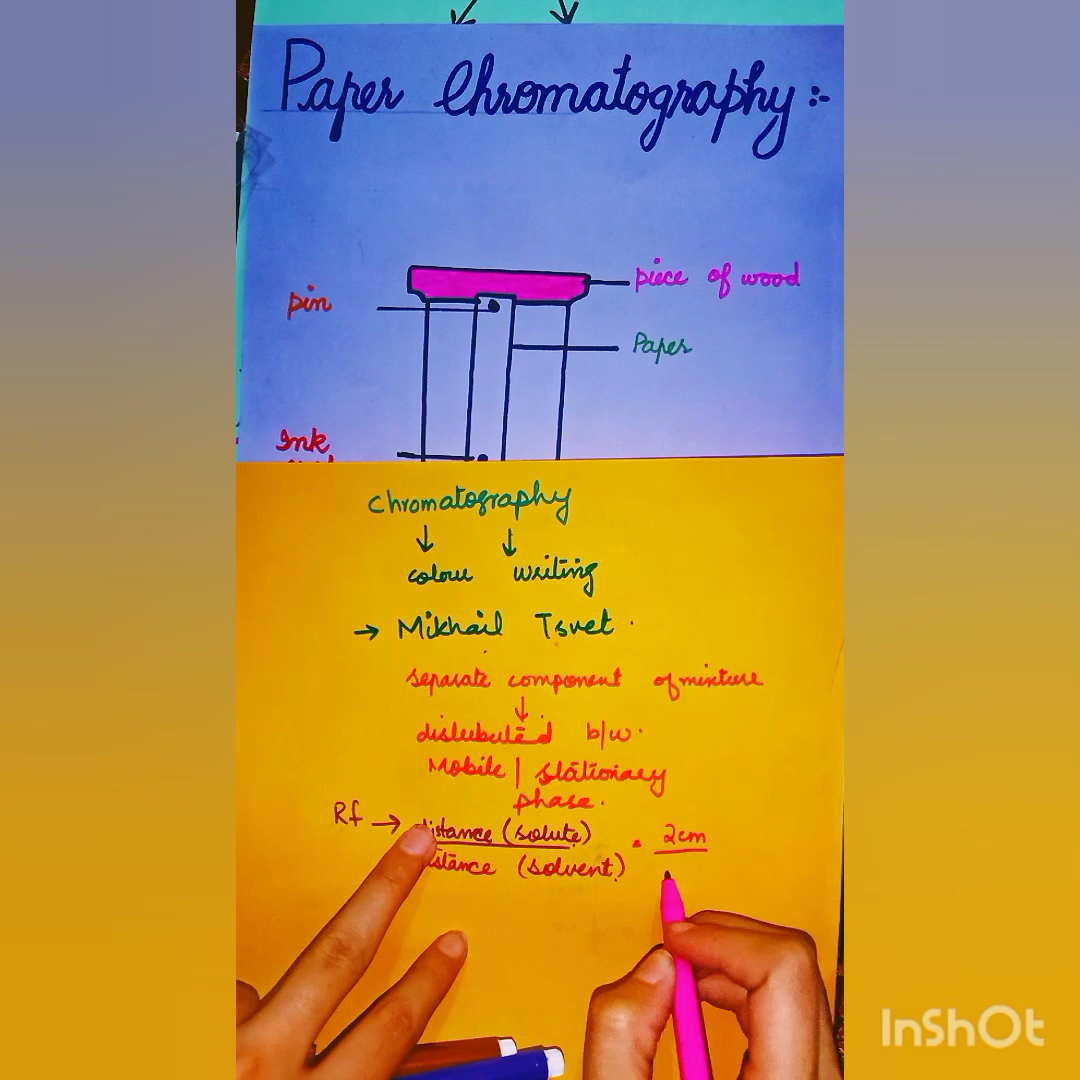 Paper Chromatography :-
piece of wood
pin
Paper
Ink
Chromatography
colour writing
→ Mikhail Tsvet .
separate component of mixture
distributed b/w.
Mobile | stationary
phase.
Rf → distance (solute) = 2cm
distance (solvent)
InShOt